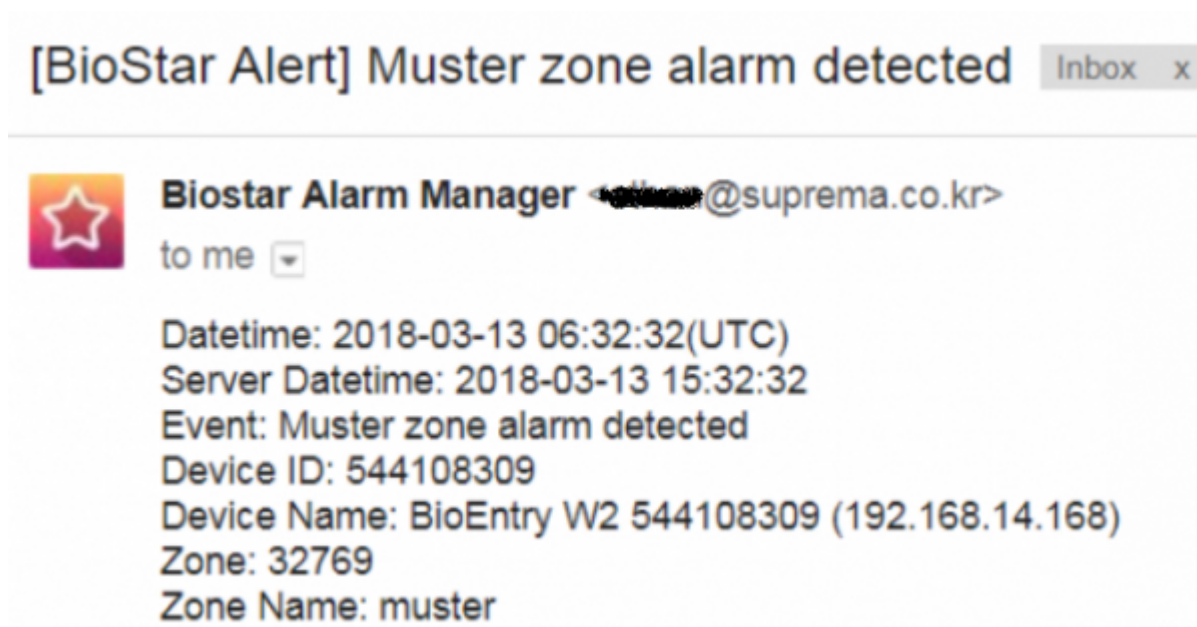 [BioStar Alert] Muster zone alarm detected Inbox x
Biostar Alarm Manager < @suprema.co.kr>
to me
Datetime: 2018-03-13 06:32:32(UTC)
Server Datetime: 2018-03-13 15:32:32
Event: Muster zone alarm detected
Device ID: 544108309
Device Name: BioEntry W2 544108309 (192.168.14.168)
Zone: 32769
Zone Name: muster